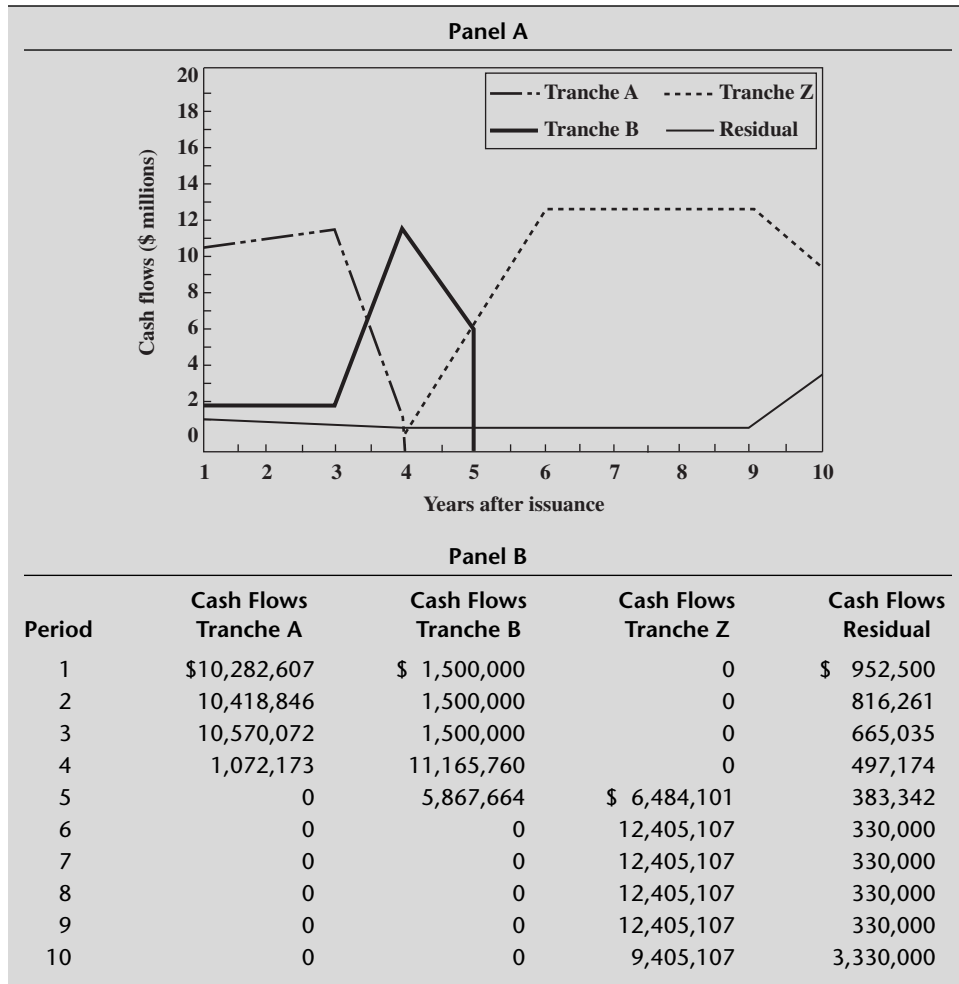 Panel A
Tranche A Tranche Z
Tranche B Residual
Cash flows ($ millions)
20
18
16
14
12
10
8
6
4
2
0
1 2 3 4 5 6 7 8 9 10
Years after issuance
Panel B
Cash Flows Cash Flows Cash Flows Cash Flows
Period Tranche A Tranche B Tranche Z Residual
1 $10,282,607 $ 1,500,000 0 $ 952,500
2 10,418,846 1,500,000 0 816,261
3 10,570,072 1,500,000 0 665,035
4 1,072,173 11,165,760 0 497,174
5 0 5,867,664 $ 6,484,101 383,342
6 0 0 12,405,107 330,000
7 0 0 12,405,107 330,000
8 0 0 12,405,107 330,000
9 0 0 12,405,107 330,000
10 0 0 9,405,107 3,330,000